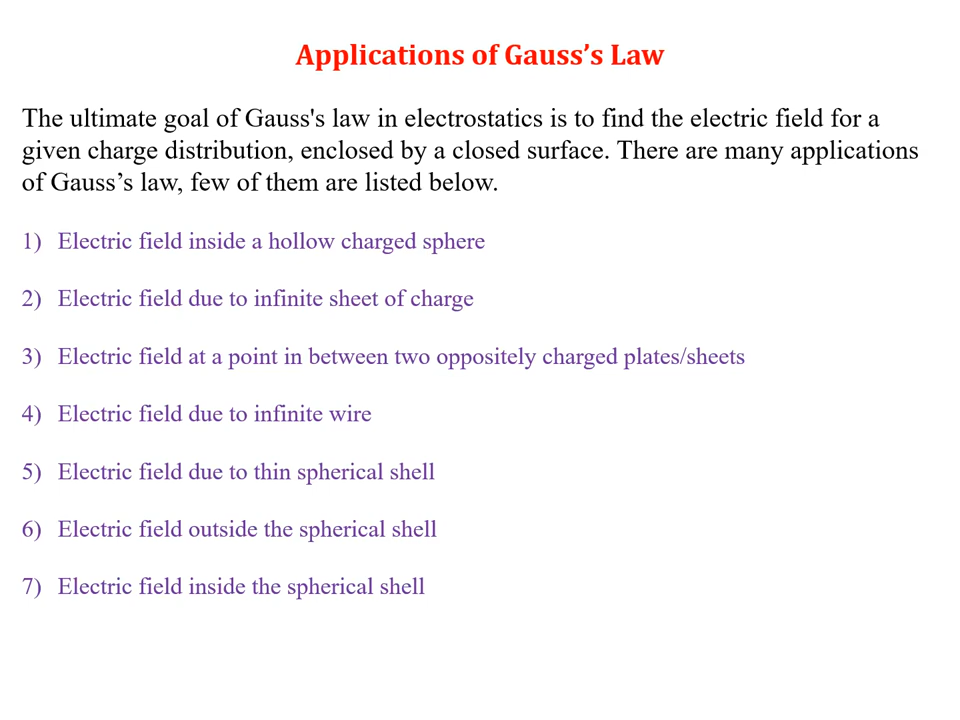 Applications of Gauss’s Law
The ultimate goal of Gauss's law in electrostatics is to find the electric field for a
given charge distribution, enclosed by a closed surface. There are many applications
of Gauss’s law, few of them are listed below.
1) Electric field inside a hollow charged sphere
2) Electric field due to infinite sheet of charge
3) Electric field at a point in between two oppositely charged plates/sheets
4) Electric field due to infinite wire
5) Electric field due to thin spherical shell
6) Electric field outside the spherical shell
7) Electric field inside the spherical shell